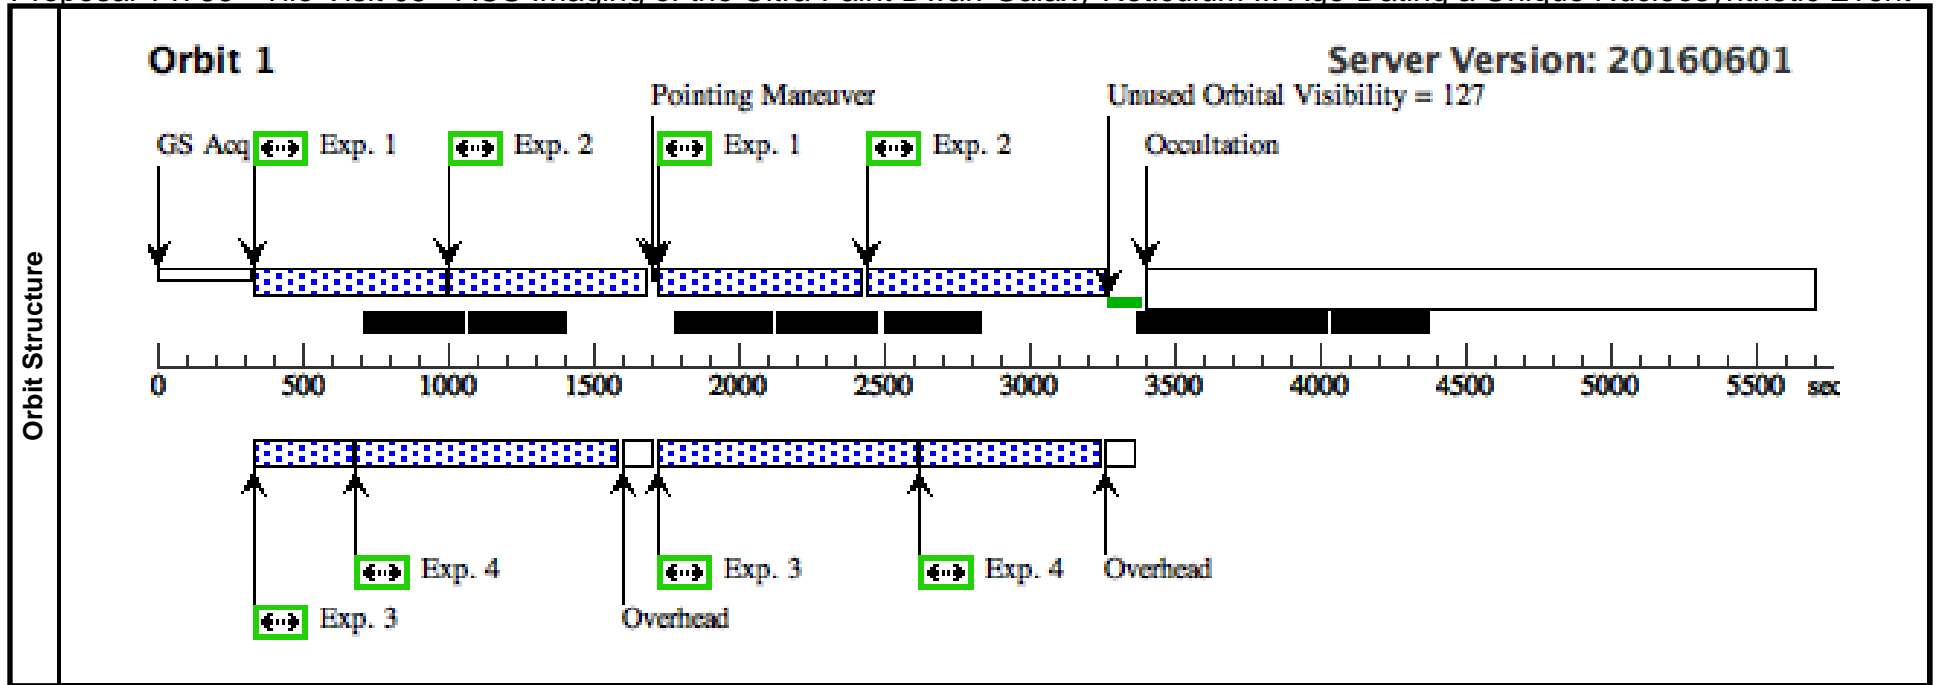 Orbit 1
Server Version: 20160601
Pointing Maneuver
Unused Orbital Visibility = 127
GS Acq
Exp. 1
Exp. 2
Exp. 1
Exp. 2
Occultation
Orbit Structure
0 500 1000 1500 2000 2500 3000 3500 4000 4500 5000 5500 sec
Exp. 4
Exp. 3
Exp. 4
Overhead
Exp. 3
Overhead